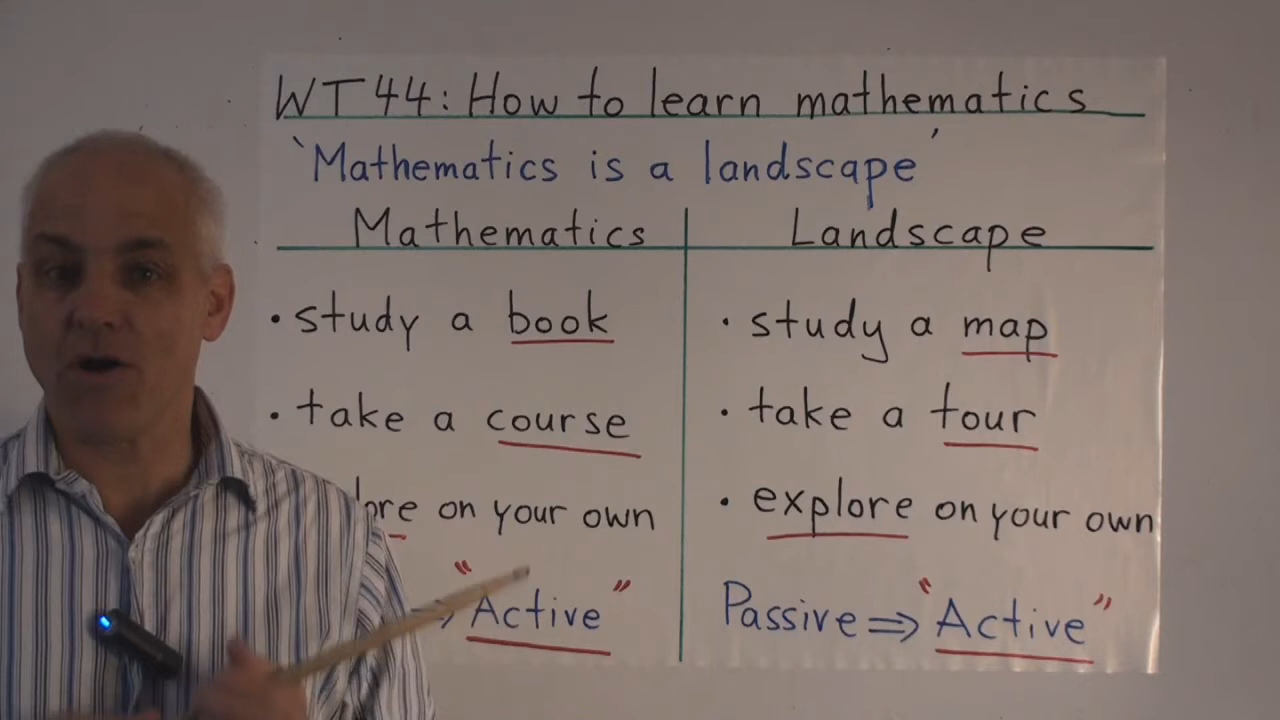 WT44: How to learn mathematics
`Mathematics is a landscape'
Mathematics Landscape
• study a book
• study a map
• take a course
• take a tour
on your own
• explore on your own
"Active"
Passive ⇒ "Active"